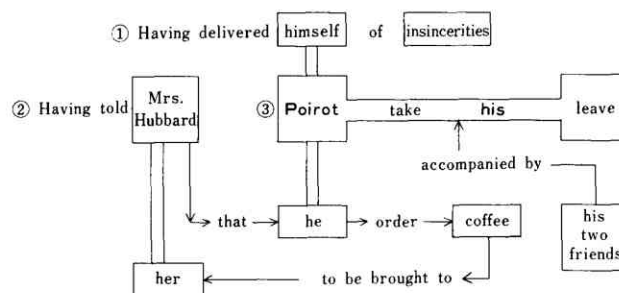 ① Having delivered himself of insincerities
② Having told Mrs. Hubbard ③ Poirot take his leave
accompanied by
that he order coffee his two friends
her to be brought to